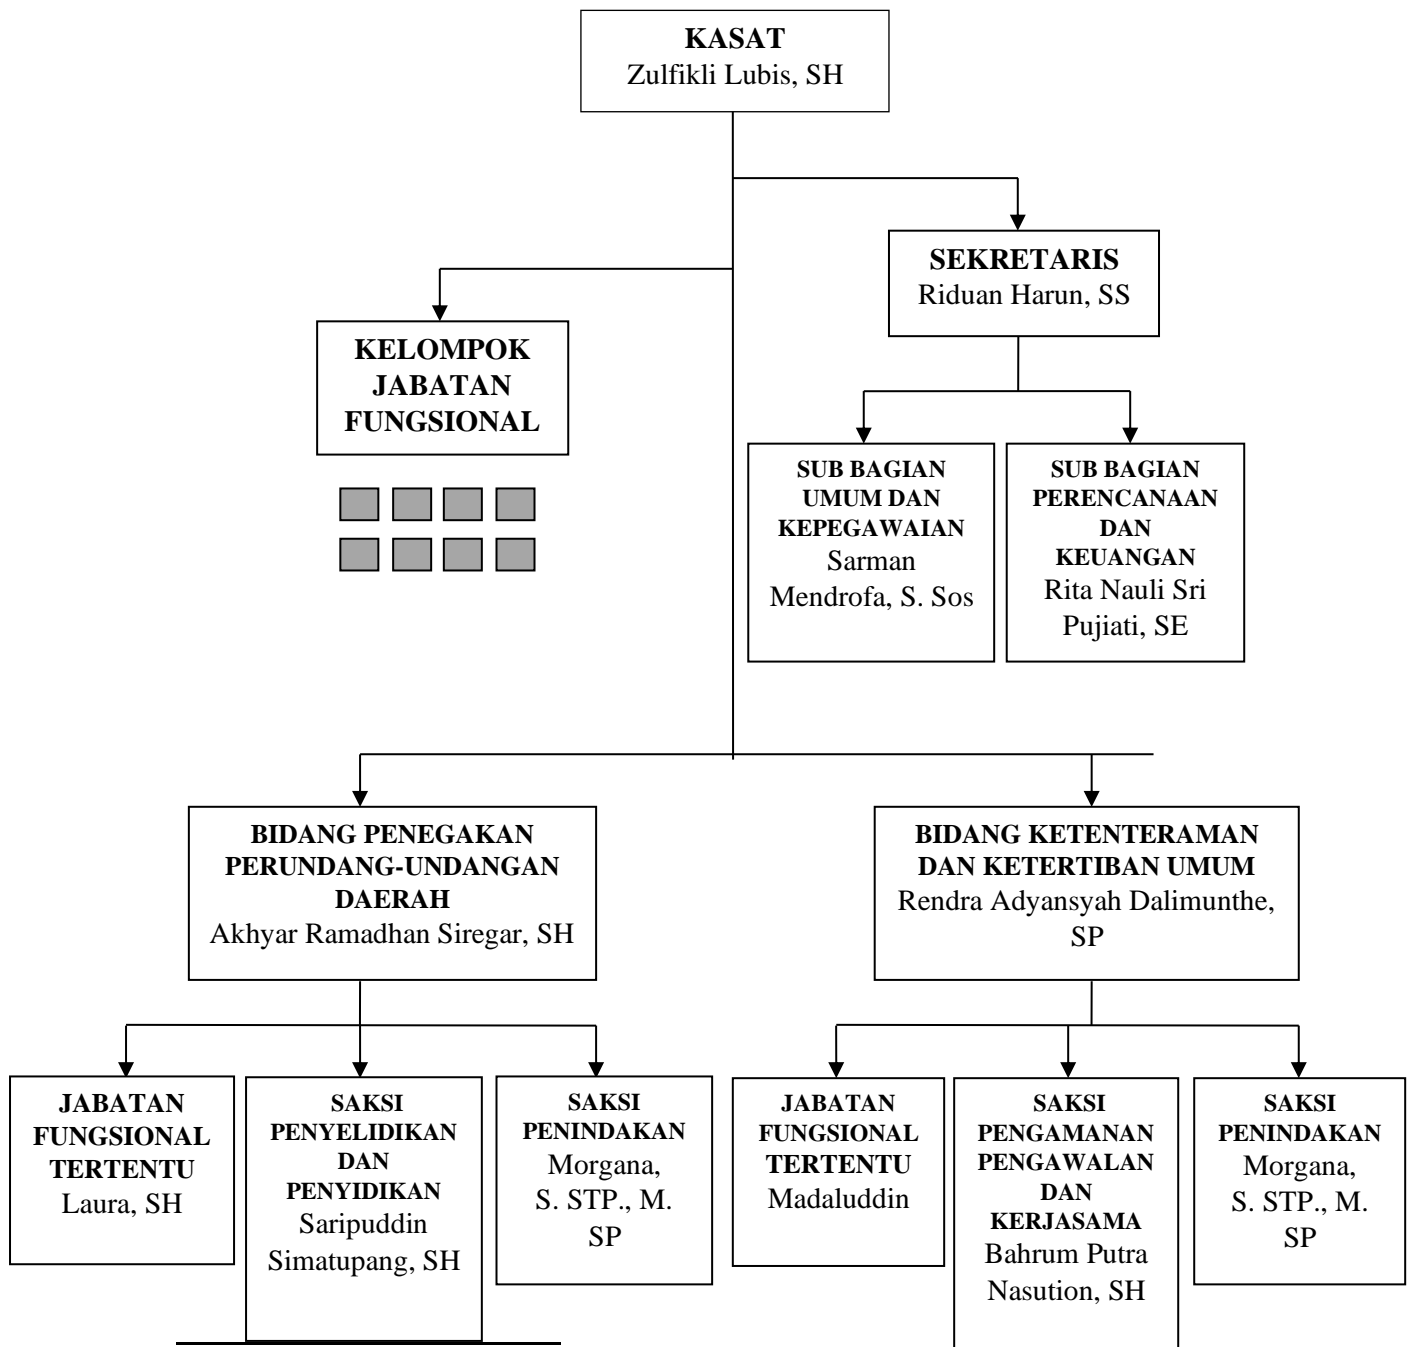 KASAT
Zulfikli Lubis, SH
SEKRETARIS
Riduan Harun, SS
KELOMPOK
JABATAN
FUNGSIONAL
SUB BAGIAN
UMUM DAN
KEPEGAWAIAN
Sarman
Mendrofa, S. Sos
SUB BAGIAN
PERENCANAAN
DAN
KEUANGAN
Rita Nauli Sri
Pujiati, SE
BIDANG PENEGAKAN
PERUNDANG-UNDANGAN
DAERAH
Akhyar Ramadhan Siregar, SH
BIDANG KETENTERAMAN
DAN KETERTIBAN UMUM
Rendra Adyansyah Dalimunthe,
SP
JABATAN
FUNGSIONAL
TERTENTU
Laura, SH
SAKSI
PENYELIDIKAN
DAN
PENYIDIKAN
Saripuddin
Simatupang, SH
SAKSI
PENINDAKAN
Morgana,
S. STP., M.
SP
JABATAN
FUNGSIONAL
TERTENTU
Madaluddin
SAKSI
PENGAMANAN
PENGAWALAN
DAN
KERJASAMA
Bahrum Putra
Nasution, SH
SAKSI
PENINDAKAN
Morgana,
S. STP., M.
SP